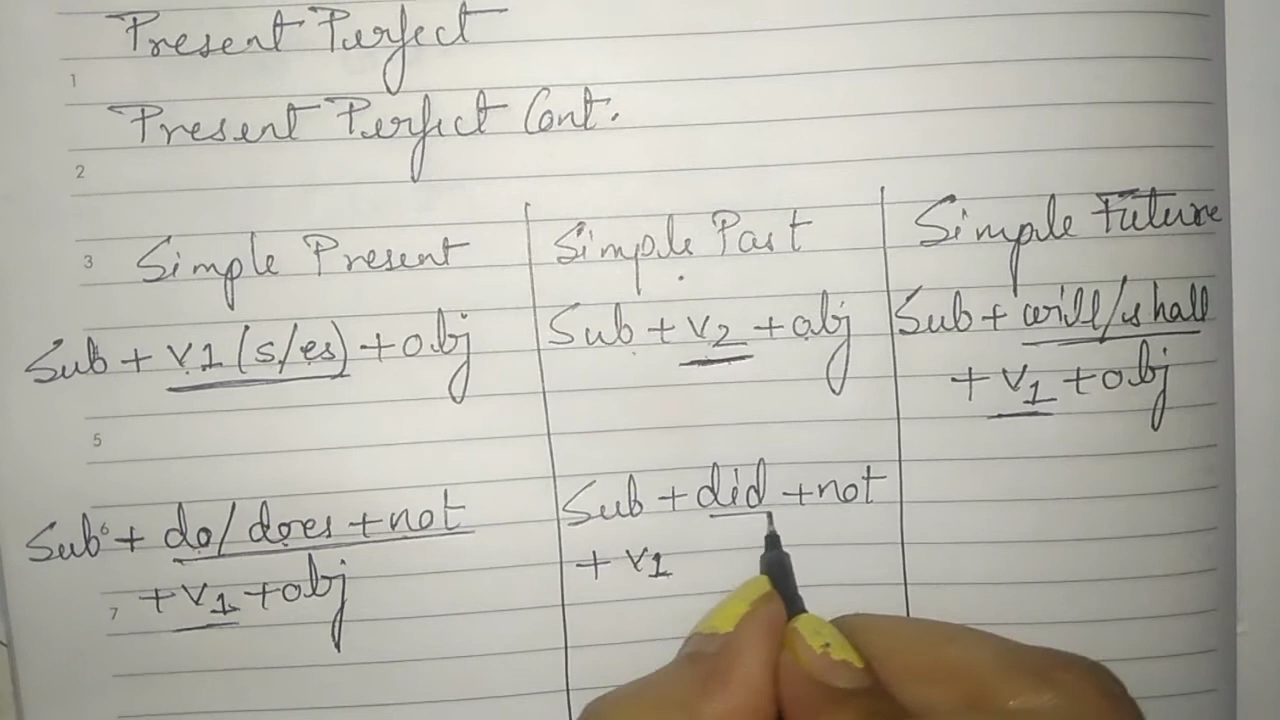 Present Perfect
1
Present Perfect Cont.
2
3
Simple Present
Sub + V1 (s/es) + obj
5
Sub + do/does + not
7
+ V1 + obj
Simple Past
Sub + V2 + obj
Sub + did + not
+ V1
Simple Future
Sub + will/shall
+ V1 + obj